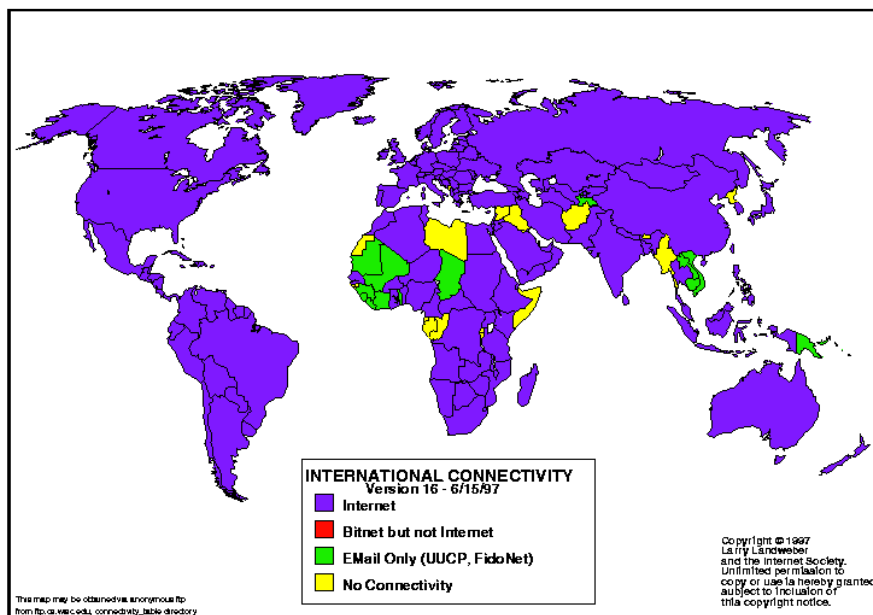 INTERNATIONAL CONNECTIVITY
Version 16 - 6/15/97
Internet
Bitnet but not Internet
EMail Only (UUCP, FidoNet)
No Connectivity
Copyright © 1997
Larry Landweber
and the Internet Society.
Unlimited permission to
copy or use is hereby granted
subject to inclusion of
this copyright notice.
This map may be obtained via anonymous ftp
from ftp.cs.wisc.edu, connectivity_table directory